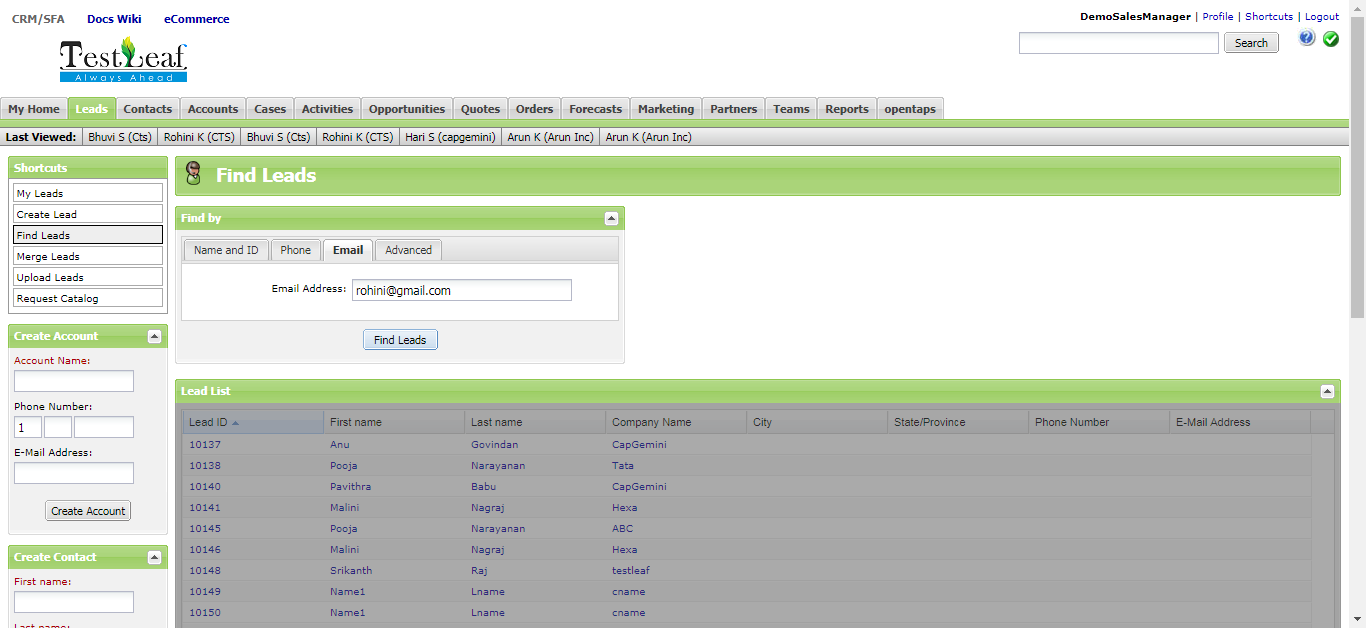 CRM/SFA Docs Wiki eCommerce
DemoSalesManager | Profile | Shortcuts | Logout
TestLeaf
Always Ahead
Search
My Home Leads Contacts Accounts Cases Activities Opportunities Quotes Orders Forecasts Marketing Partners Teams Reports opentaps
Last Viewed: Bhuvi S (Cts) Rohini K (CTS) Bhuvi S (Cts) Rohini K (CTS) Hari S (capgemini) Arun K (Arun Inc) Arun K (Arun Inc)
Shortcuts
My Leads
Create Lead
Find Leads
Merge Leads
Upload Leads
Request Catalog
Create Account
Account Name:
Phone Number:
1
E-Mail Address:
Create Account
Create Contact
First name:
Last name:
Find Leads
Find by
Name and ID Phone Email Advanced
Email Address: rohini@gmail.com
Find Leads
Lead List
Lead ID First name Last name Company Name City State/Province Phone Number E-Mail Address
10137 Anu Govindan CapGemini
10138 Pooja Narayanan Tata
10140 Pavithra Babu CapGemini
10141 Malini Nagraj Hexa
10145 Pooja Narayanan ABC
10146 Malini Nagraj Hexa
10148 Srikanth Raj testleaf
10149 Name1 Lname cname
10150 Name1 Lname cname